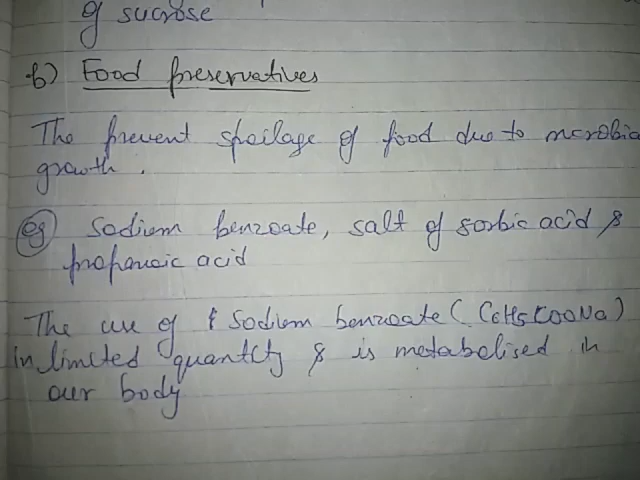 of sucrose
b) Food preservatives
The prevent spoilage of food due to microbia
growth.
eg Sodium benzoate, salt of sorbic acid &
propanoic acid
The use of Sodium benzoate (C6H5COONa)
in limited quantity & is metabolised in
our body